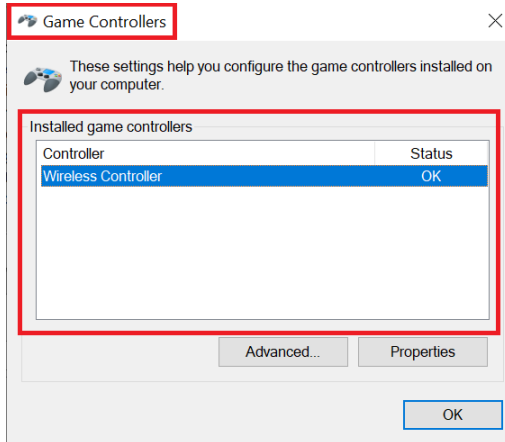 Game Controllers
These settings help you configure the game controllers installed on
your computer.
Installed game controllers
Controller Status
Wireless Controller OK
Advanced... Properties
OK